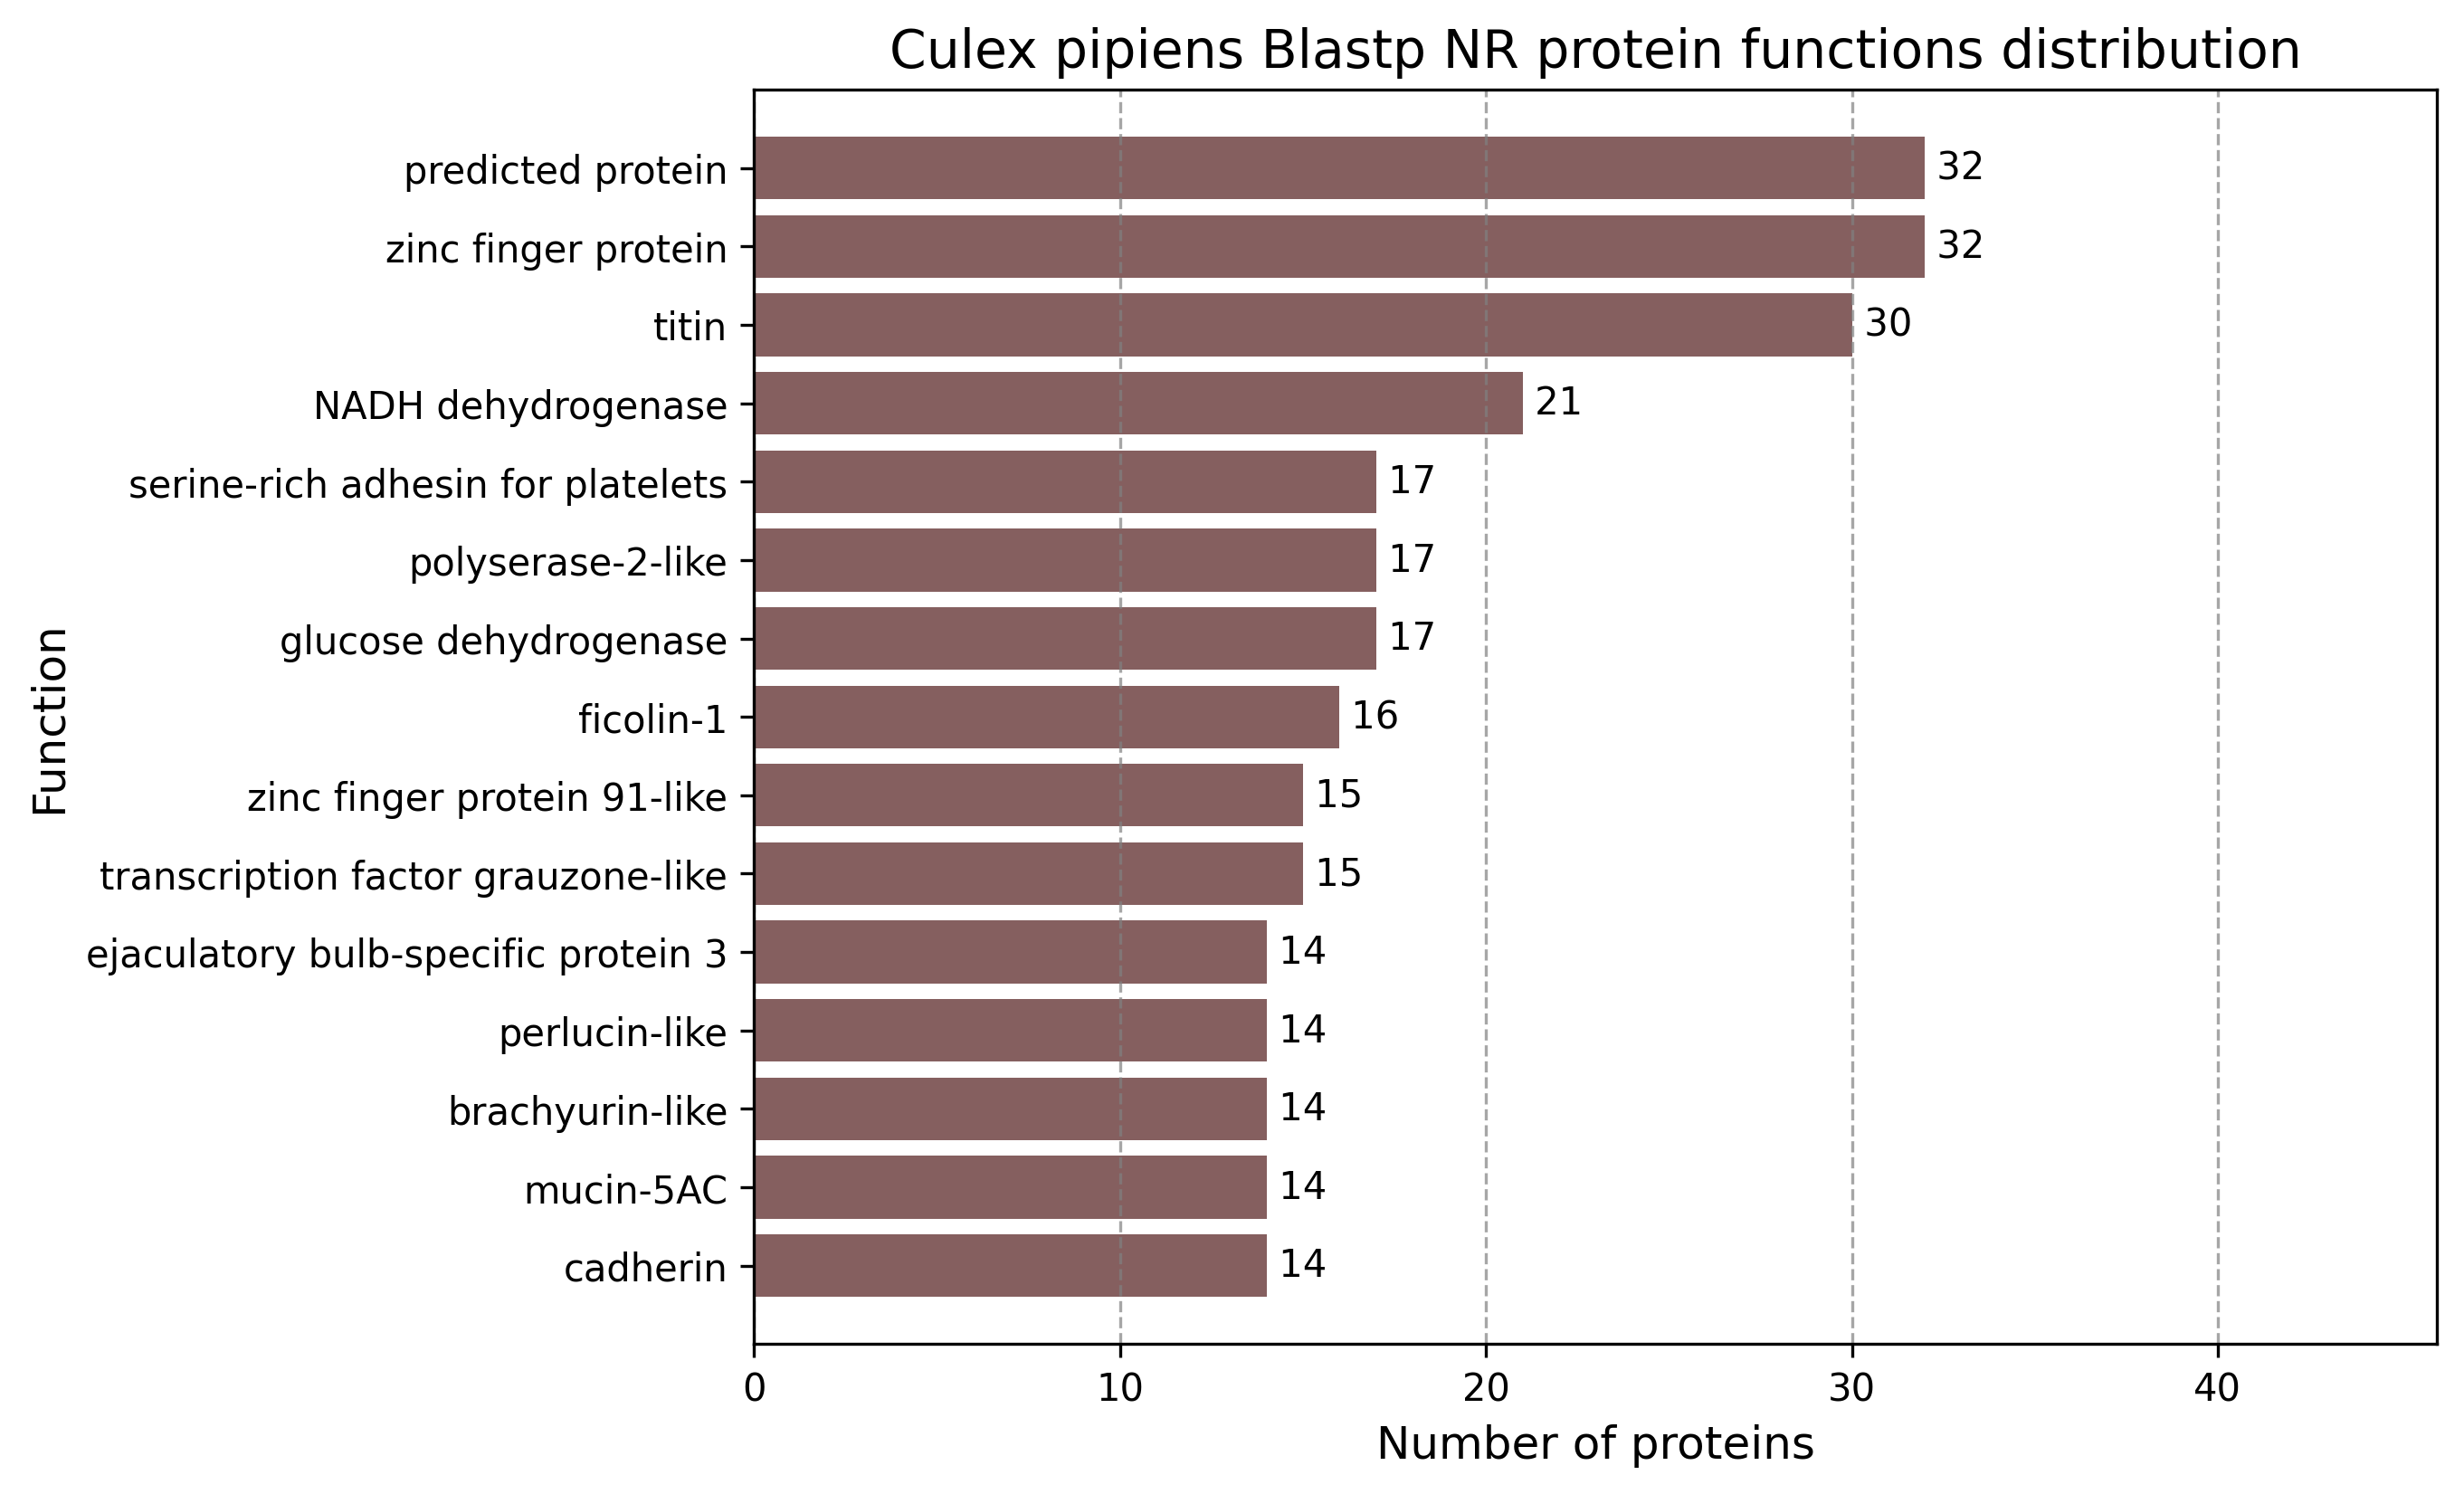 Culex pipiens Blastp NR protein functions distribution
predicted protein 32
zinc finger protein 32
titin 30
NADH dehydrogenase 21
serine-rich adhesin for platelets 17
polyserase-2-like 17
glucose dehydrogenase 17
ficolin-1 16
zinc finger protein 91-like 15
transcription factor grauzone-like 15
ejaculatory bulb-specific protein 3 14
perlucin-like 14
brachyurin-like 14
mucin-5AC 14
cadherin 14
Function
0 10 20 30 40
Number of proteins